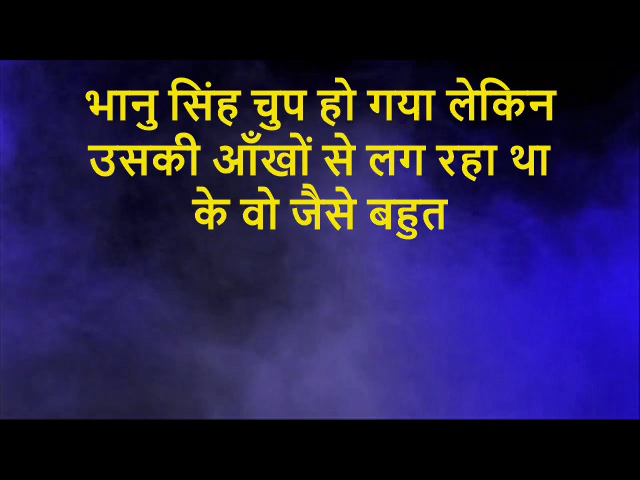 भानु सिंह चुप हो गया लेकिन
उसकी आँखों से लग रहा था
के वो जैसे बहुत